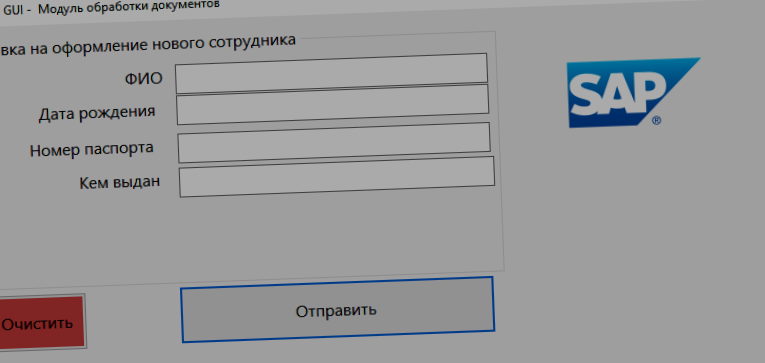 GUI - Модуль обработки документов
вка на оформление нового сотрудника
ФИО
Дата рождения
Номер паспорта
Кем выдан
SAP
®
Очистить
Отправить